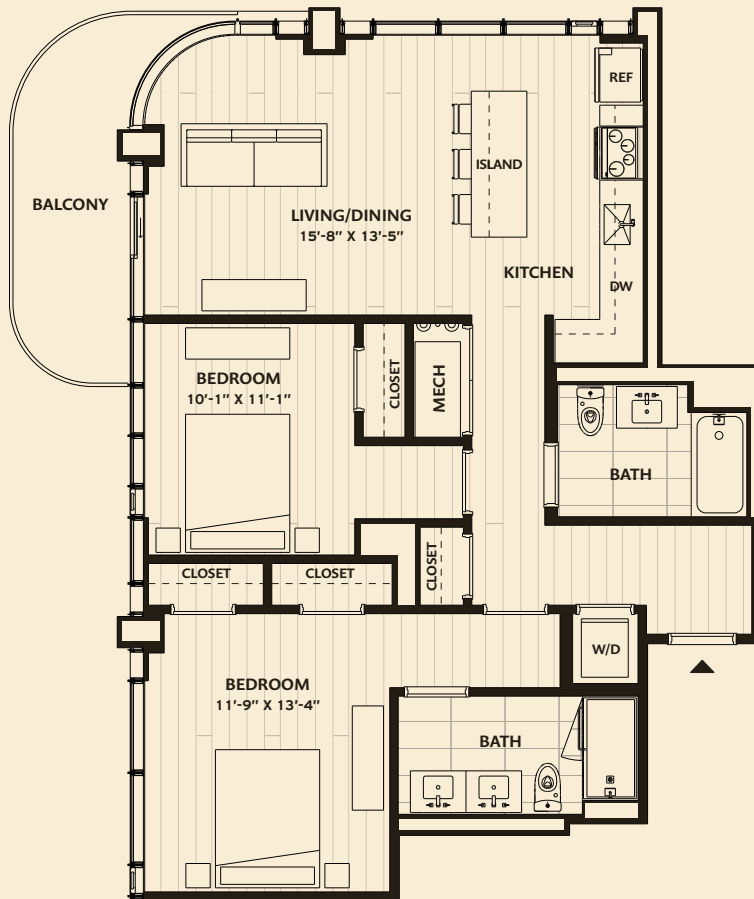 REF
ISLAND
BALCONY
LIVING/DINING
15'-8" X 13'-5"
KITCHEN
DW
BEDROOM
10'-1" X 11'-1"
CLOSET
MECH
BATH
CLOSET
CLOSET
CLOSET
W/D
BEDROOM
11'-9" X 13'-4"
BATH